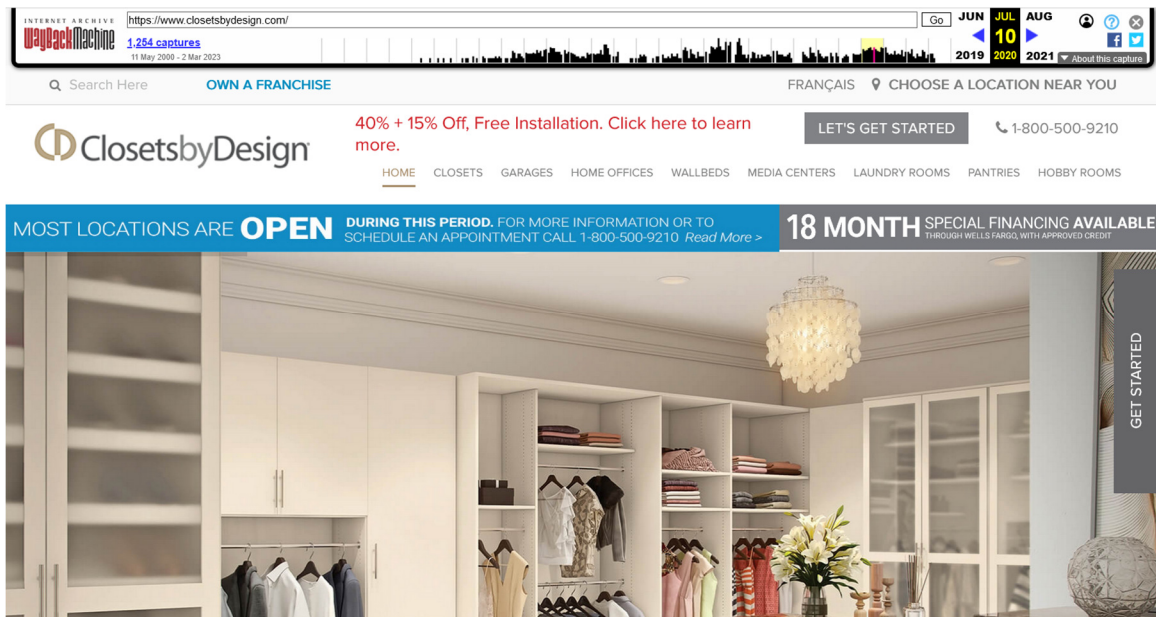 INTERNET ARCHIVE
WayBackMachine
https://www.closetsbydesign.com/
Go
JUN JUL AUG
1,254 captures
10
11 May 2000 - 2 Mar 2023
2019 2020 2021
About this capture
Search Here
OWN A FRANCHISE
FRANÇAIS
CHOOSE A LOCATION NEAR YOU
ClosetsbyDesign
40% + 15% Off, Free Installation. Click here to learn
more.
LET'S GET STARTED
1-800-500-9210
HOME CLOSETS GARAGES HOME OFFICES WALLBEDS MEDIA CENTERS LAUNDRY ROOMS PANTRIES HOBBY ROOMS
MOST LOCATIONS ARE OPEN
DURING THIS PERIOD. FOR MORE INFORMATION OR TO
SCHEDULE AN APPOINTMENT CALL 1-800-500-9210 Read More >
18 MONTH
SPECIAL FINANCING AVAILABLE
THROUGH WELLS FARGO, WITH APPROVED CREDIT
GET STARTED